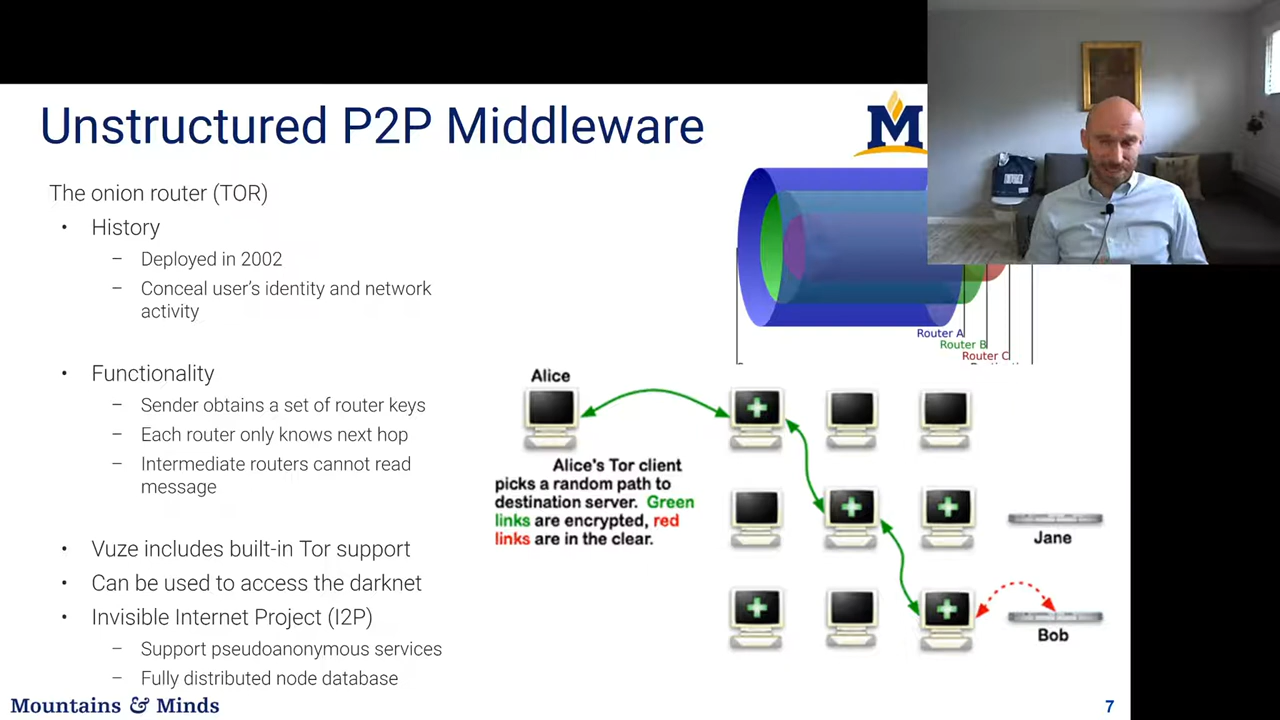 Unstructured P2P Middleware
M
The onion router (TOR)
• History
– Deployed in 2002
– Conceal user's identity and network
activity
• Functionality
– Sender obtains a set of router keys
– Each router only knows next hop
– Intermediate routers cannot read
message
• Vuze includes built-in Tor support
• Can be used to access the darknet
• Invisible Internet Project (I2P)
– Support pseudoanonymous services
– Fully distributed node database
Router A
Router B
Router C
Alice
Alice's Tor client
picks a random path to
destination server. Green
links are encrypted, red
links are in the clear.
Jane
Bob
Mountains & Minds
7